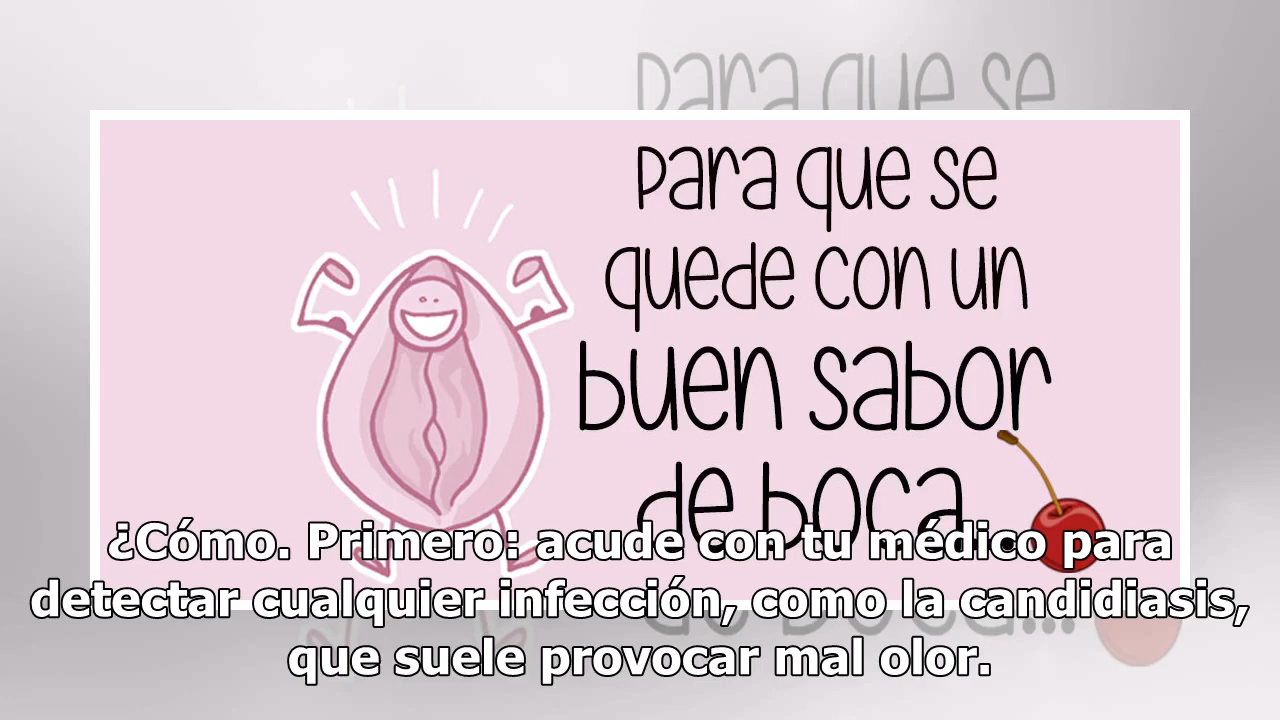 para que se
quede con un
buen sabor
de boca...
¿Cómo. Primero: acude con tu médico para
detectar cualquier infección, como la candidiasis,
que suele provocar mal olor.